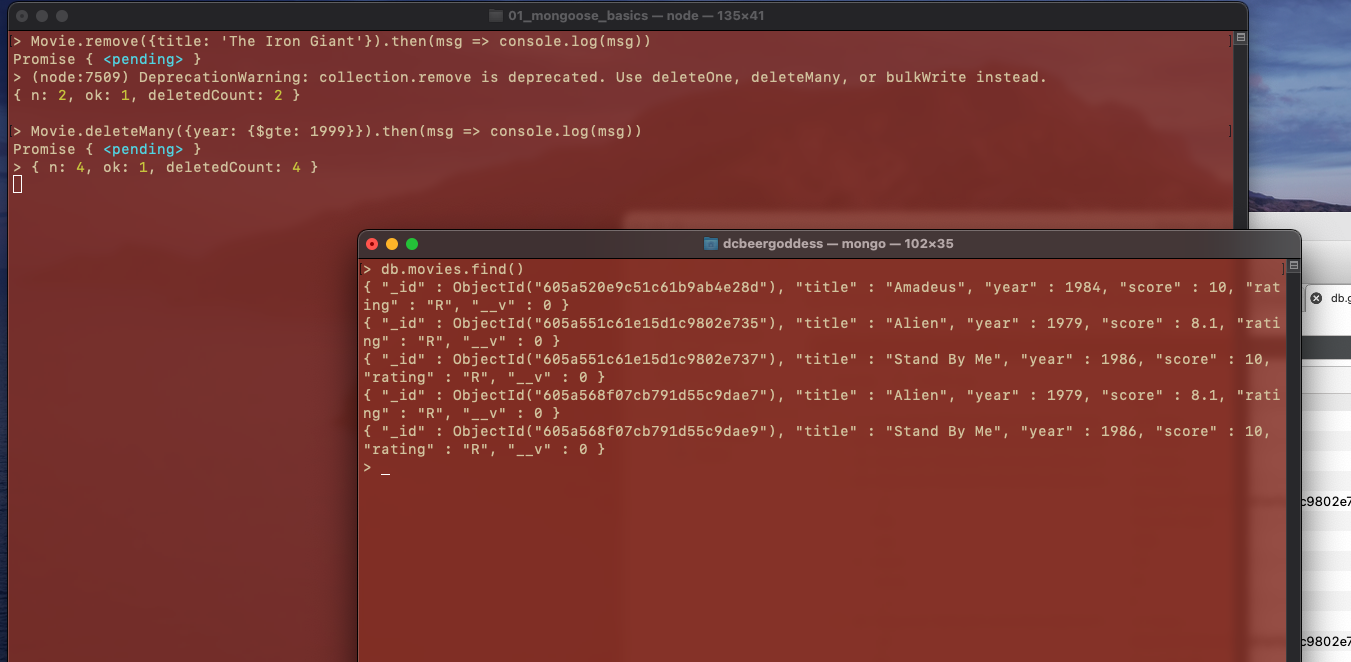 01_mongoose_basics — node — 135×41
> Movie.remove({title: 'The Iron Giant'}).then(msg => console.log(msg))
Promise { <pending> }
> (node:7509) DeprecationWarning: collection.remove is deprecated. Use deleteOne, deleteMany, or bulkWrite instead.
{ n: 2, ok: 1, deletedCount: 2 }
> Movie.deleteMany({year: {$gte: 1999}}).then(msg => console.log(msg))
Promise { <pending> }
> { n: 4, ok: 1, deletedCount: 4 }
dcbeergoddess — mongo — 102×35
> db.movies.find()
{ "_id" : ObjectId("605a520e9c51c61b9ab4e28d"), "title" : "Amadeus", "year" : 1984, "score" : 10, "rat
ing" : "R", "__v" : 0 }
{ "_id" : ObjectId("605a551c61e15d1c9802e735"), "title" : "Alien", "year" : 1979, "score" : 8.1, "rati
ng" : "R", "__v" : 0 }
{ "_id" : ObjectId("605a551c61e15d1c9802e737"), "title" : "Stand By Me", "year" : 1986, "score" : 10,
"rating" : "R", "__v" : 0 }
{ "_id" : ObjectId("605a568f07cb791d55c9dae7"), "title" : "Alien", "year" : 1979, "score" : 8.1, "rati
ng" : "R", "__v" : 0 }
{ "_id" : ObjectId("605a568f07cb791d55c9dae9"), "title" : "Stand By Me", "year" : 1986, "score" : 10,
"rating" : "R", "__v" : 0 }
> _
db.g
c9802e7
c9802e7